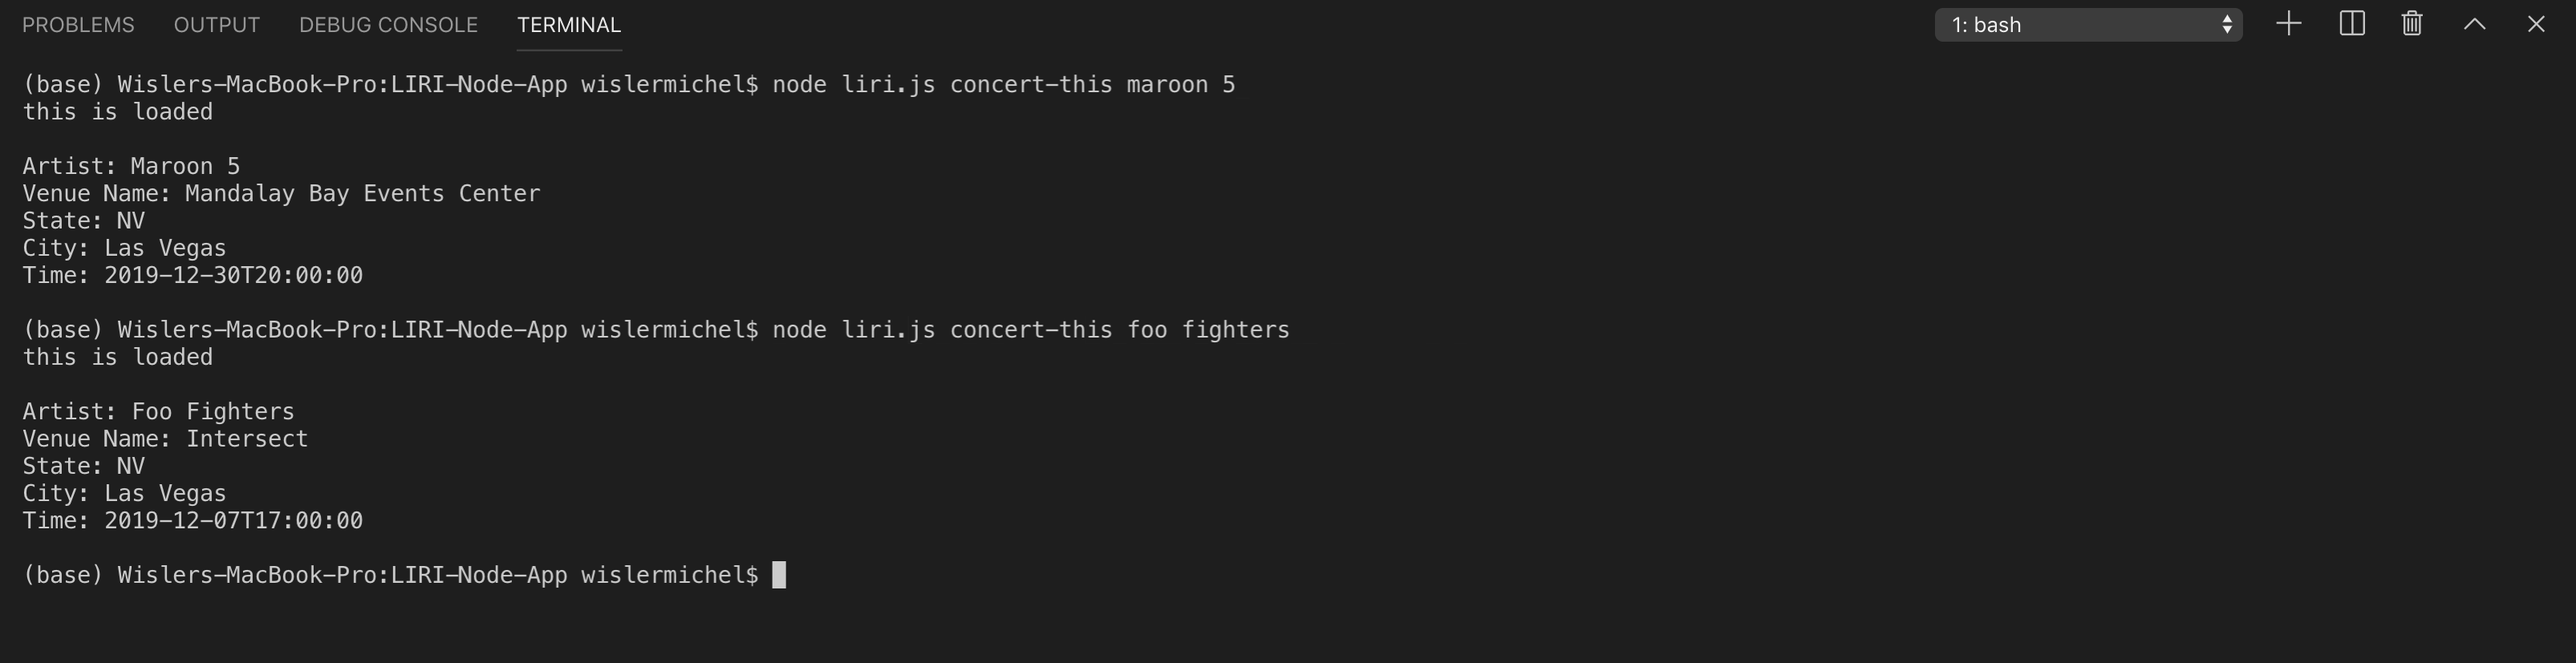 PROBLEMS OUTPUT DEBUG CONSOLE TERMINAL 1: bash
(base) Wislers-MacBook-Pro:LIRI-Node-App wislermichel$ node liri.js concert-this maroon 5
this is loaded
Artist: Maroon 5
Venue Name: Mandalay Bay Events Center
State: NV
City: Las Vegas
Time: 2019-12-30T20:00:00
(base) Wislers-MacBook-Pro:LIRI-Node-App wislermichel$ node liri.js concert-this foo fighters
this is loaded
Artist: Foo Fighters
Venue Name: Intersect
State: NV
City: Las Vegas
Time: 2019-12-07T17:00:00
(base) Wislers-MacBook-Pro:LIRI-Node-App wislermichel$